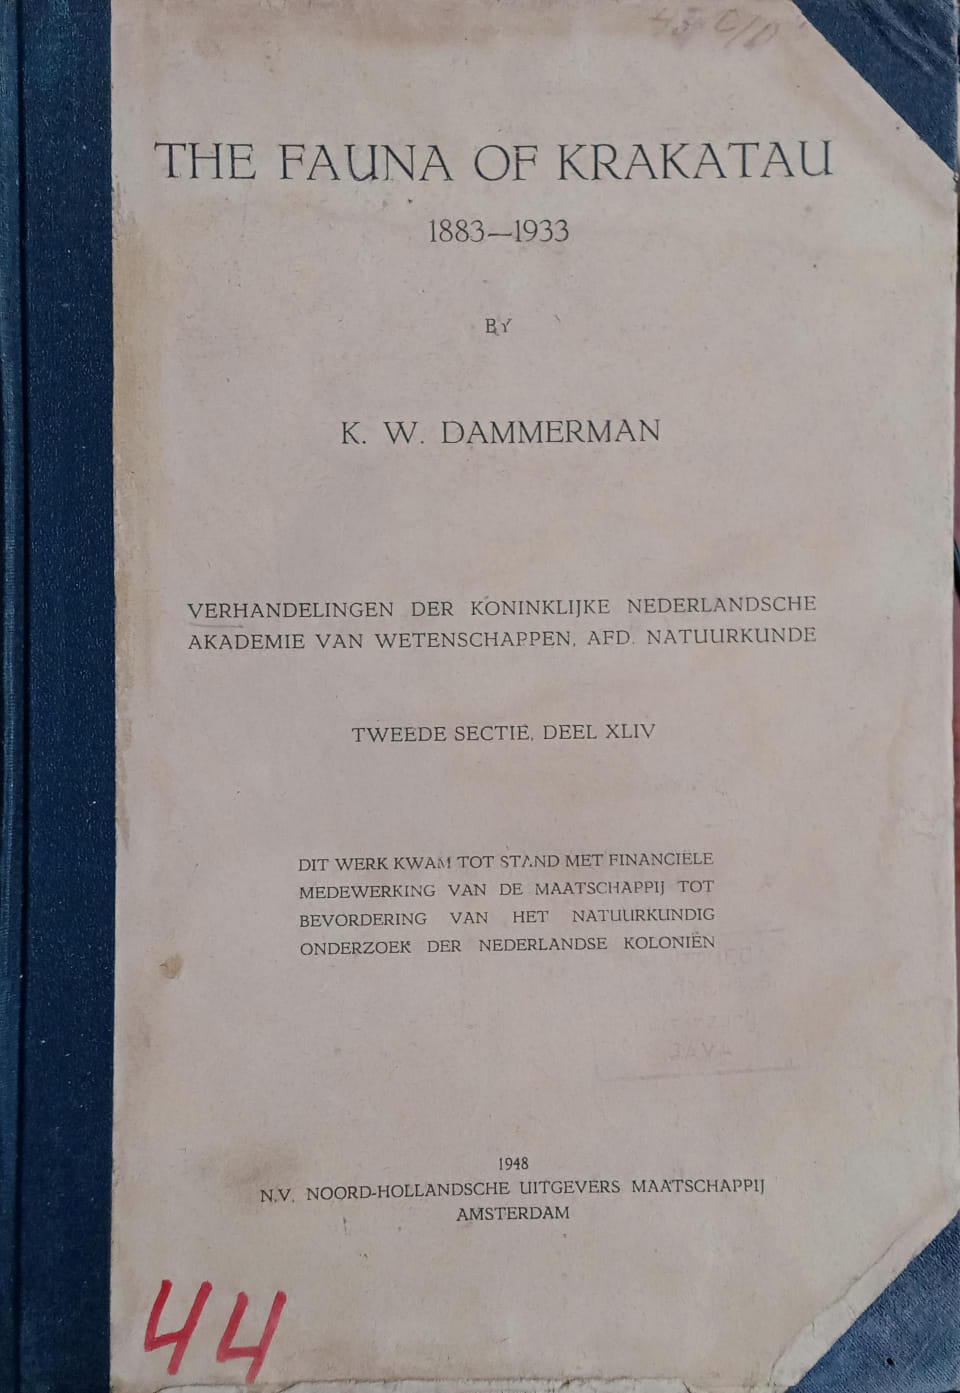 THE FAUNA OF KRAKATAU
1883—1933
BY
K. W. DAMMERMAN
VERHANDELINGEN DER KONINKLIJKE NEDERLANDSCHE
AKADEMIE VAN WETENSCHAPPEN, AFD. NATUURKUNDE
TWEEDE SECTIE, DEEL XLIV
DIT WERK KWAM TOT STAND MET FINANCIËLE
MEDEWERKING VAN DE MAATSCHAPPIJ TOT
BEVORDERING VAN HET NATUURKUNDIG
ONDERZOEK DER NEDERLANDSE KOLONIËN
1948
N.V. NOORD-HOLLANDSCHE UITGEVERS MAATSCHAPPIJ
AMSTERDAM
44